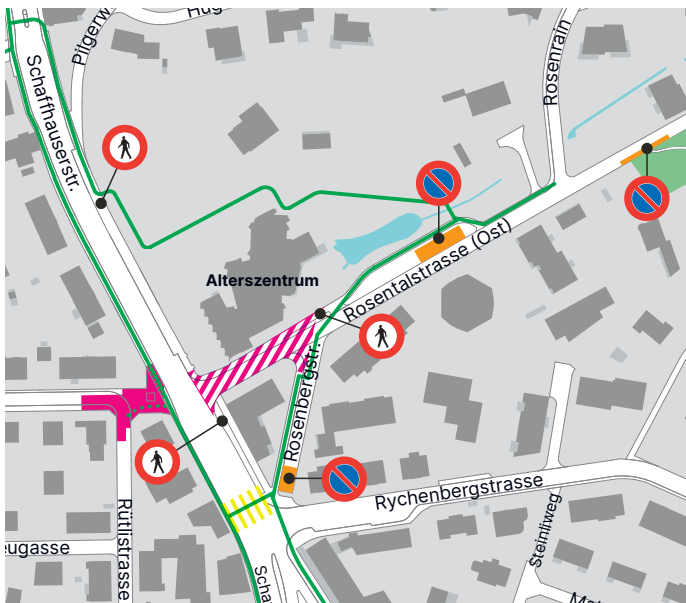 Pilgerw
Hug
Schaffhauserstr.
Rosenrain
Alterszentrum
Rosentalstrasse (Ost)
Rosenbergstr.
Rychenbergstrasse
Rütlistrasse
eugasse
Steinliweg
Scha